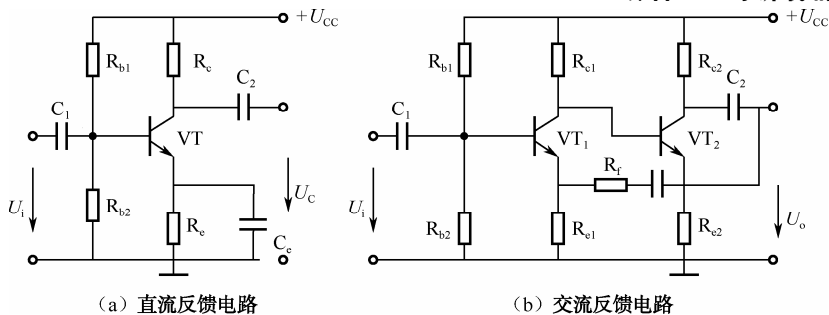 +U_CC
R_b1
R_c
C_2
C_1
VT
U_i
R_b2
R_e
C_e
U_C
(a) 直流反馈电路
+U_CC
R_b1
R_c1
R_c2
C_2
C_1
VT_1
VT_2
R_f
U_i
R_b2
R_e1
R_e2
U_o
(b) 交流反馈电路